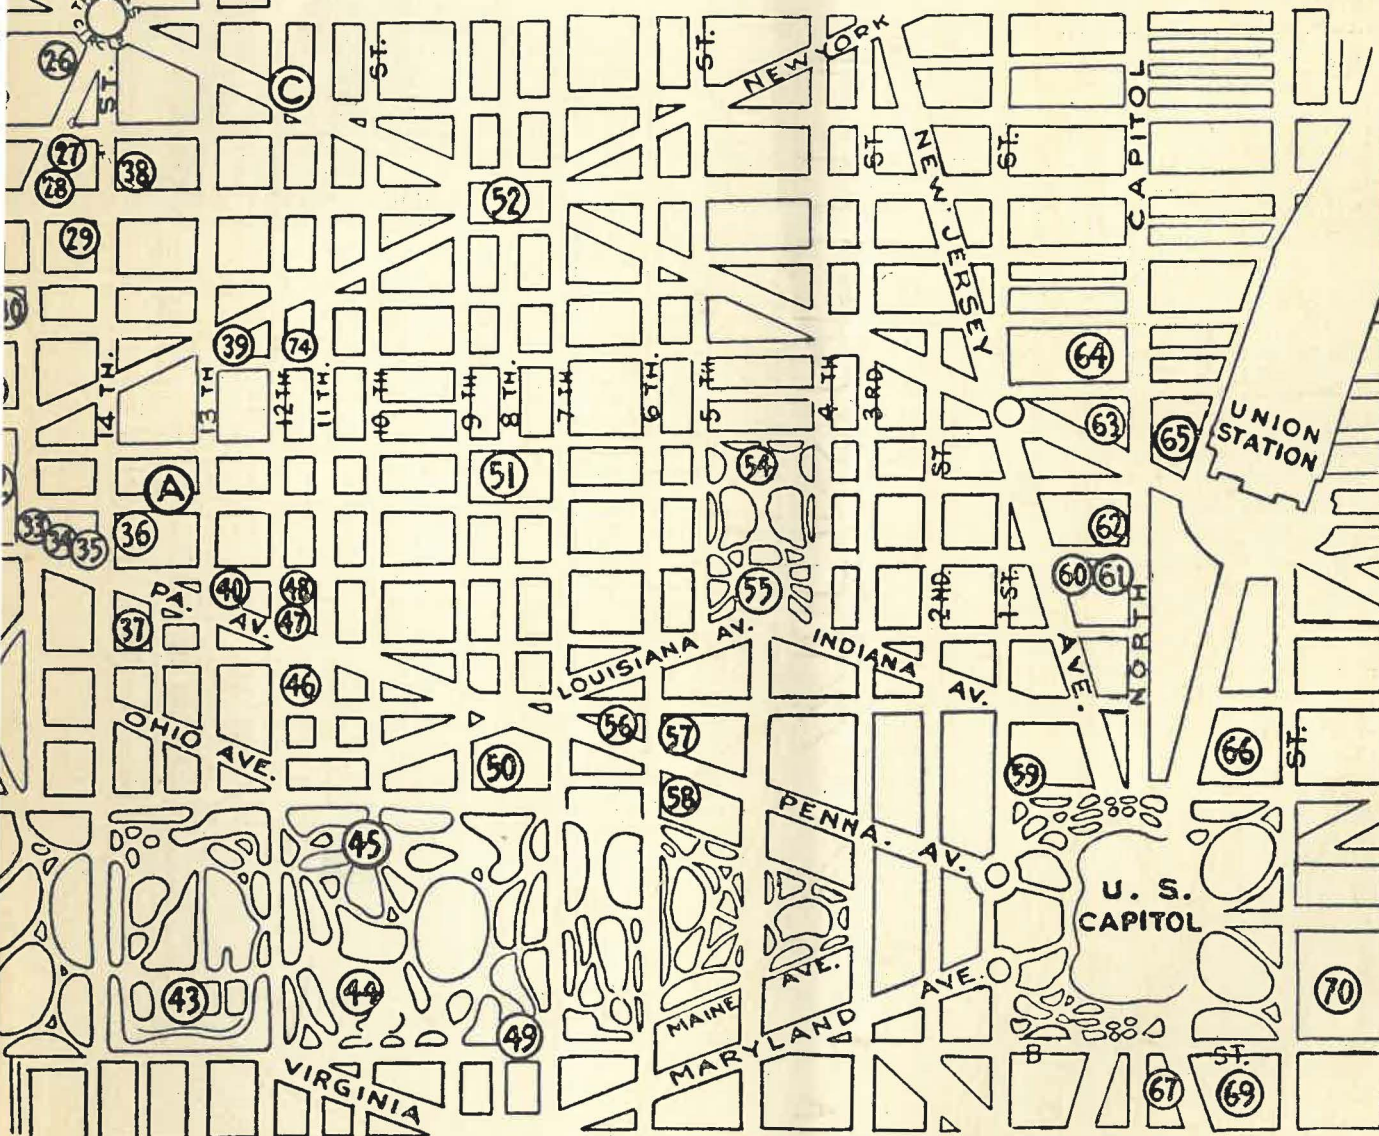 26
ST.
C
ST.
ST.
NEW YORK
CAPITOL
27
28
38
ST
ST.
NEW. JERSEY
52
29
30
39
74
64
14 TH.
13 TH
12TH
11 TH.
10 TH
9 TH
8 TH.
7 TH
6 TH.
5 TH
4 TH
3 RD
63
65
UNION
STATION
ST
54
51
A
33
34
35
36
62
60
61
40
48
47
55
2 ND.
1 ST.
NORTH
PA.
AV.
37
LOUISIANA AV.
INDIANA
AV.
AVE.
46
OHIO AVE.
56
57
50
59
66
ST.
58
PENNA. AV.
45
U. S.
CAPITOL
43
44
49
MAINE
AVE.
MARYLAND
AVE.
70
B
ST.
VIRGINIA
67
69